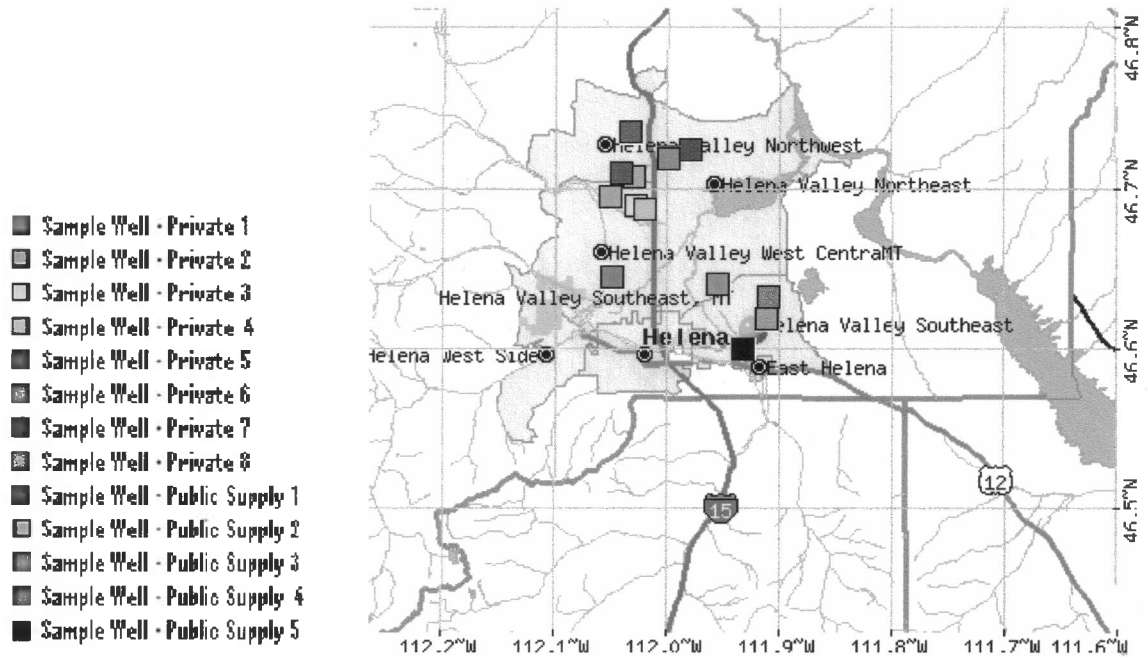 Sample Well - Private 1
Sample Well - Private 2
Sample Well - Private 3
Sample Well - Private 4
Sample Well - Private 5
Sample Well - Private 6
Sample Well - Private 7
Sample Well - Private 8
Sample Well - Public Supply 1
Sample Well - Public Supply 2
Sample Well - Public Supply 3
Sample Well - Public Supply 4
Sample Well - Public Supply 5
Helena Valley Northwest
Helena Valley Northeast
Helena Valley West CentraMT
Helena Valley Southeast,
elena Valley Southeast
Helena
Helena West Side
East Helena
12
15
46.8~N
46.7~N
46.6~N
46.5~N
112.2~W 112.1~W 112.0~W 111.9~W 111.8~W 111.7~W 111.6~W